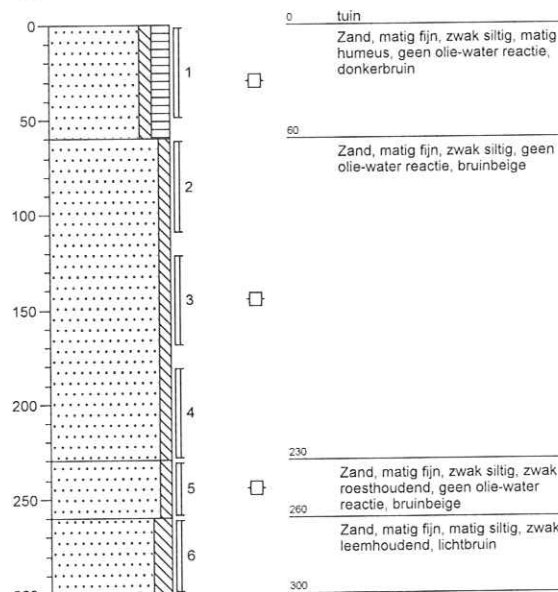 0 tuin
Zand, matig fijn, zwak siltig, matig
humeus, geen olie-water reactie,
donkerbruin
60
Zand, matig fijn, zwak siltig, geen
olie-water reactie, bruinbeige
230
Zand, matig fijn, zwak siltig, zwak
roesthoudend, geen olie-water
reactie, bruinbeige
260
Zand, matig fijn, matig siltig, zwak
leemhoudend, lichtbruin
300
0
50
100
150
200
250
1
2
3
4
5
6